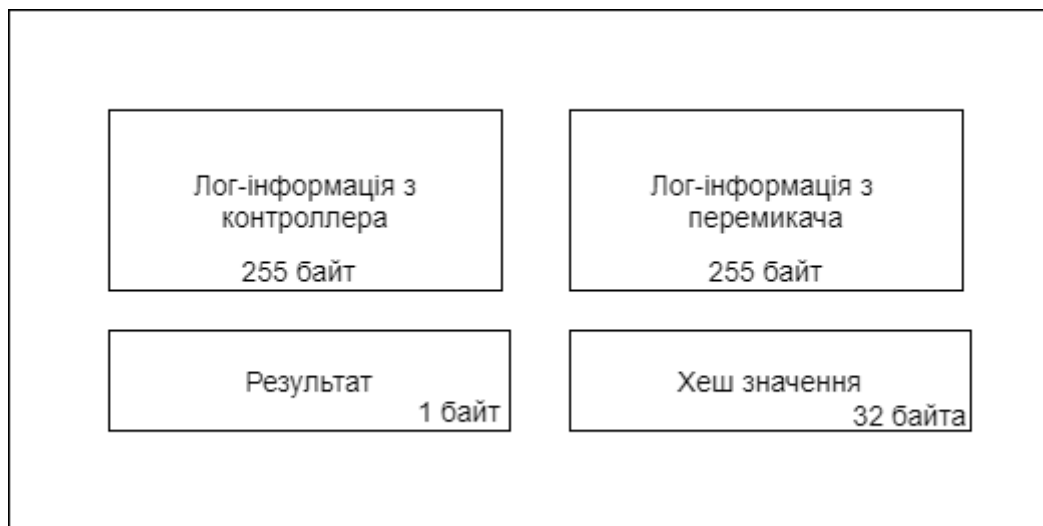 Лог-інформація з
контроллера
255 байт
Лог-інформація з
перемикача
255 байт
Результат
1 байт
Хеш значення
32 байта